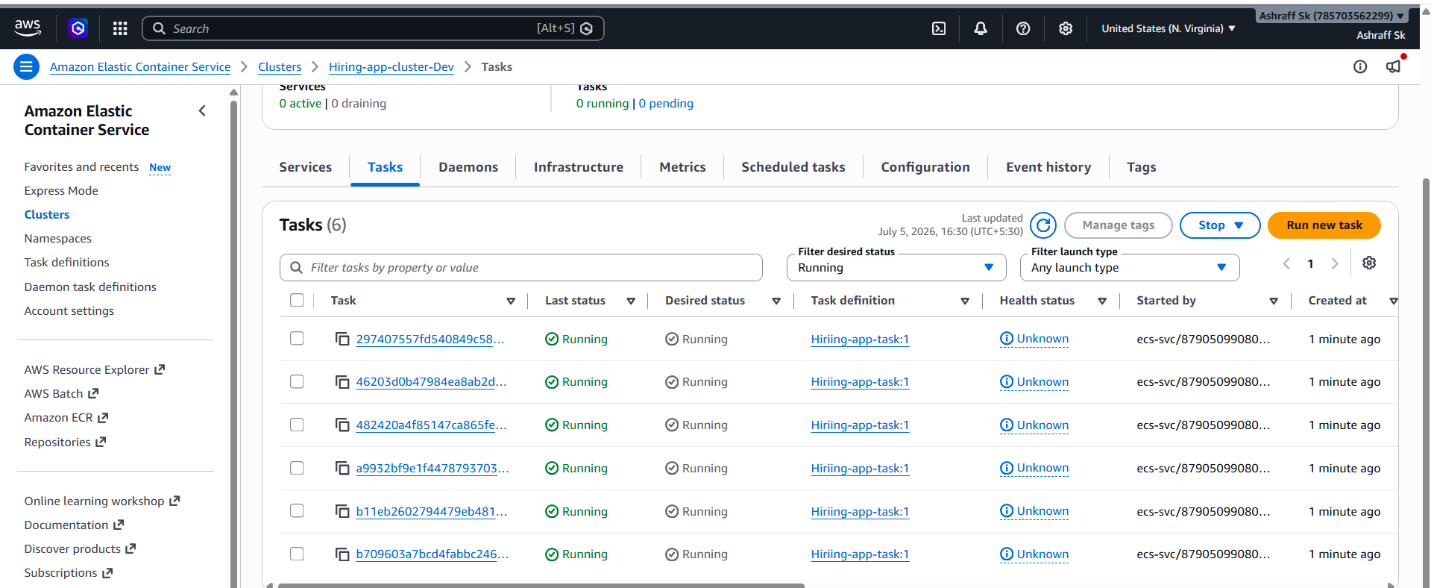 aws
Search [Alt+S]
United States (N. Virginia)
Ashraff Sk (785703562299)
Ashraff Sk
Amazon Elastic Container Service
Clusters
Hiring-app-cluster-Dev
Tasks
Amazon Elastic
Container Service
Favorites and recents New
Express Mode
Clusters
Namespaces
Task definitions
Daemon task definitions
Account settings
AWS Resource Explorer
AWS Batch
Amazon ECR
Repositories
Online learning workshop
Documentation
Discover products
Subscriptions
Services
0 active | 0 draining
Tasks
0 running | 0 pending
Services Tasks Daemons Infrastructure Metrics Scheduled tasks Configuration Event history Tags
Tasks (6)
Last updated
July 5, 2026, 16:30 (UTC+5:30)
Manage tags
Stop
Run new task
Filter tasks by property or value
Filter desired status
Running
Filter launch type
Any launch type
1
Task Last status Desired status Task definition Health status Started by Created at
297407557fd540849c58... Running Running Hiriing-app-task:1 Unknown ecs-svc/87905099080... 1 minute ago
46203d0b47984ea8ab2d... Running Running Hiriing-app-task:1 Unknown ecs-svc/87905099080... 1 minute ago
482420a4f85147ca865fe... Running Running Hiriing-app-task:1 Unknown ecs-svc/87905099080... 1 minute ago
a9932bf9e1f4478793703... Running Running Hiriing-app-task:1 Unknown ecs-svc/87905099080... 1 minute ago
b11eb2602794479eb481... Running Running Hiriing-app-task:1 Unknown ecs-svc/87905099080... 1 minute ago
b709603a7bcd4fabbc246... Running Running Hiriing-app-task:1 Unknown ecs-svc/87905099080... 1 minute ago